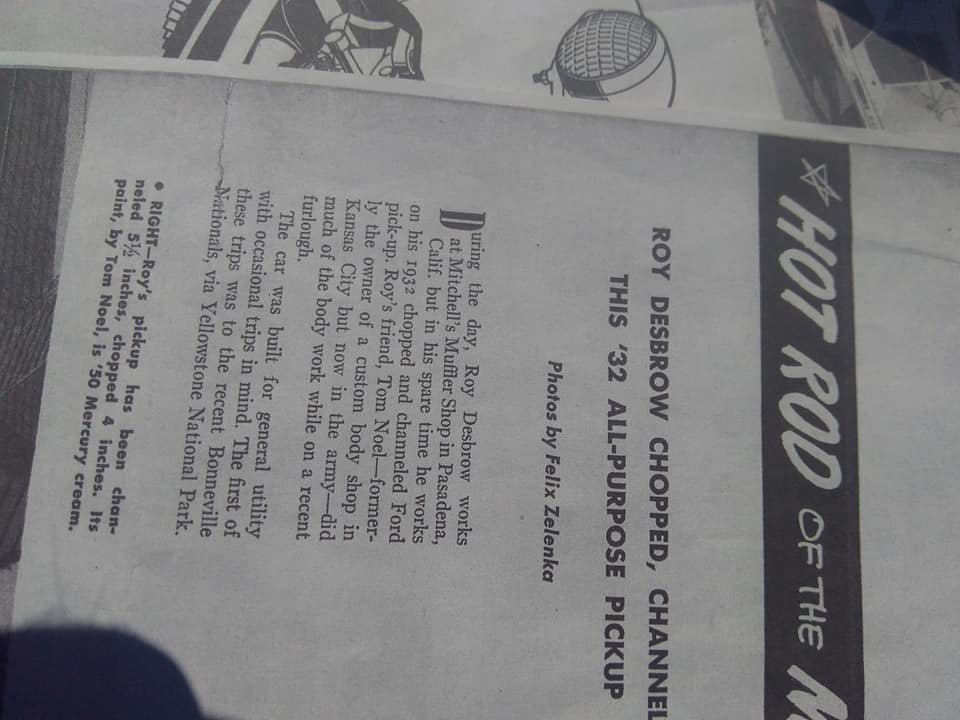 HOT ROD OF THE M
ROY DESBROW CHOPPED, CHANNEL
THIS '32 ALL-PURPOSE PICKUP
Photos by Felix Zelenka
During the day, Roy Desbrow works
at Mitchell's Muffler Shop in Pasadena,
Calif. but in his spare time he works
on his 1932 chopped and channeled Ford
pick-up. Roy's friend, Tom Noel—former-
ly the owner of a custom body shop in
Kansas City but now in the army—did
much of the body work while on a recent
furlough.
The car was built for general utility
with occasional trips in mind. The first of
these trips was to the recent Bonneville
Nationals, via Yellowstone National Park.
• RIGHT—Roy's pickup has been chan-
neled 5½ inches, chopped 4 inches. Its
paint, by Tom Noel, is '50 Mercury cream.